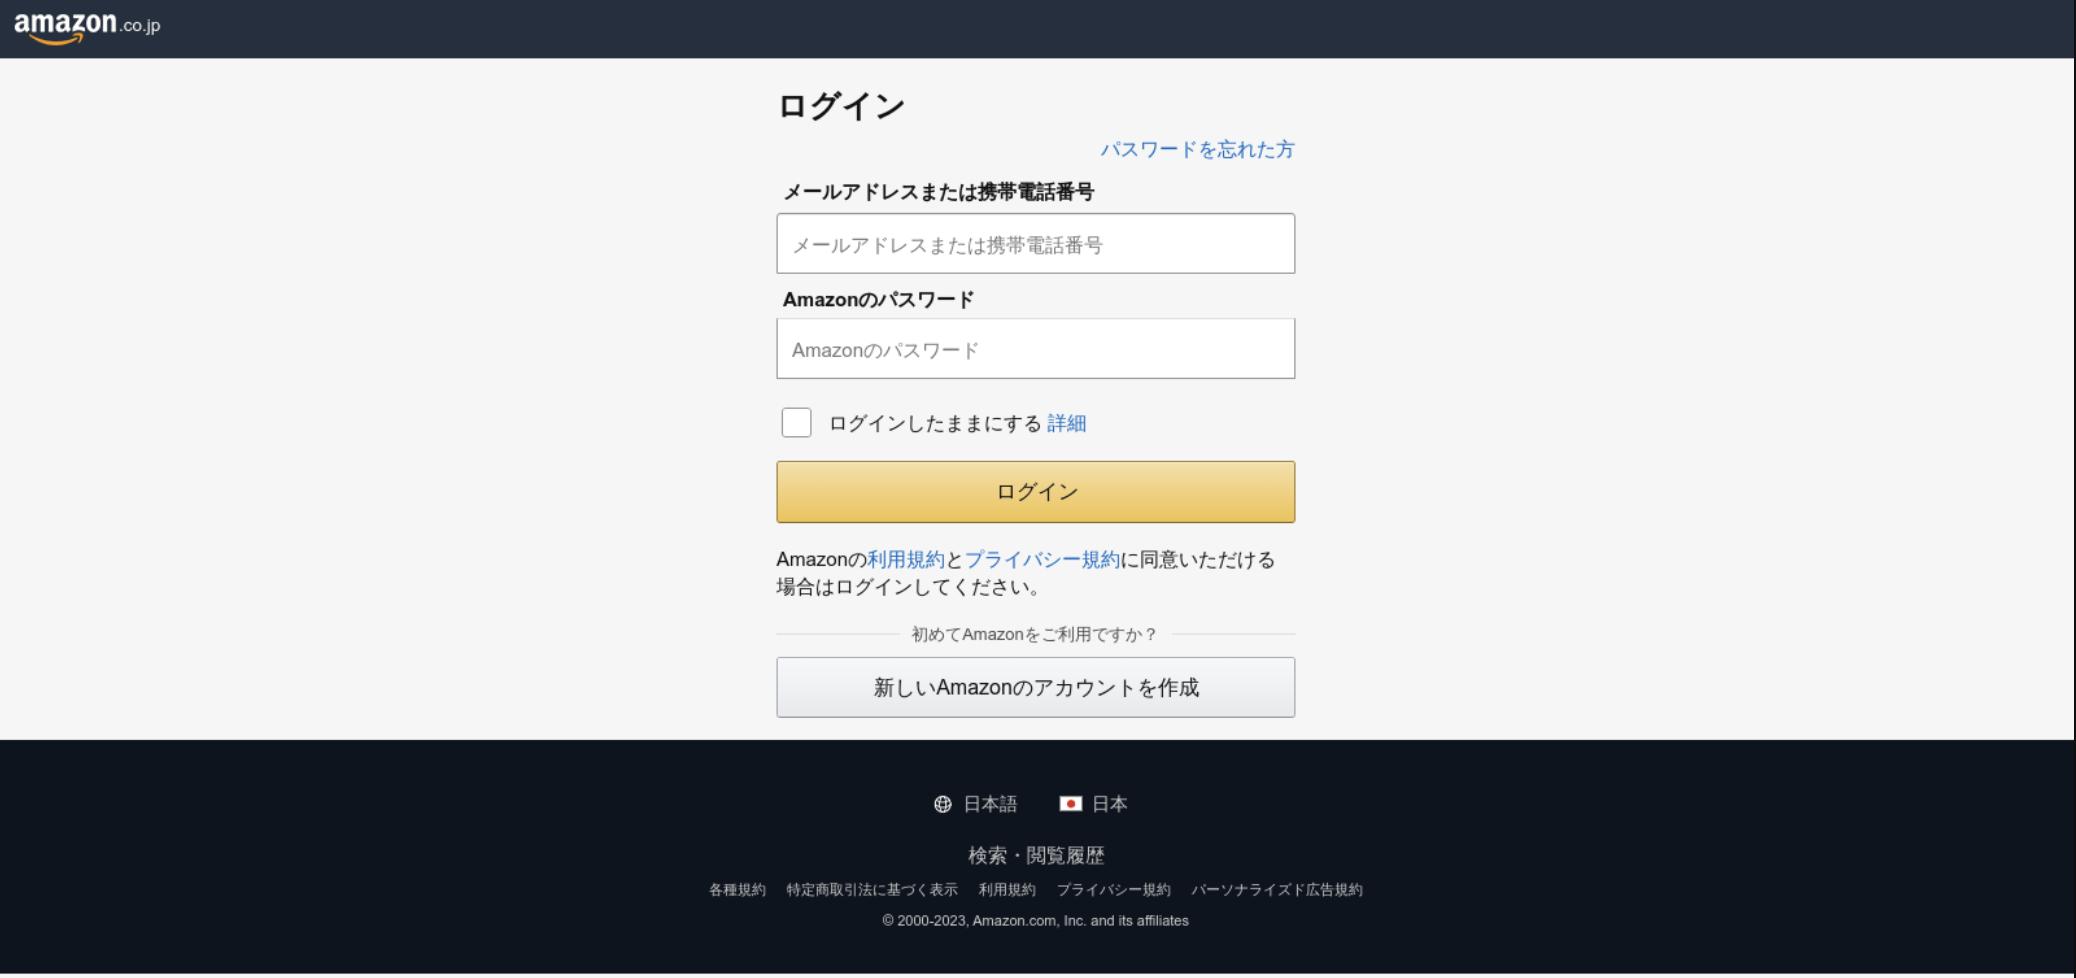 amazon.co.jp
ログイン
パスワードを忘れた方
メールアドレスまたは携帯電話番号
メールアドレスまたは携帯電話番号
Amazonのパスワード
Amazonのパスワード
ログインしたままにする 詳細
ログイン
Amazonの利用規約とプライバシー規約に同意いただける
場合はログインしてください。
初めてAmazonをご利用ですか？
新しいAmazonのアカウントを作成
日本語 日本
検索・閲覧履歴
各種規約 特定商取引法に基づく表示 利用規約 プライバシー規約 パーソナライズド広告規約
© 2000-2023, Amazon.com, Inc. and its affiliates